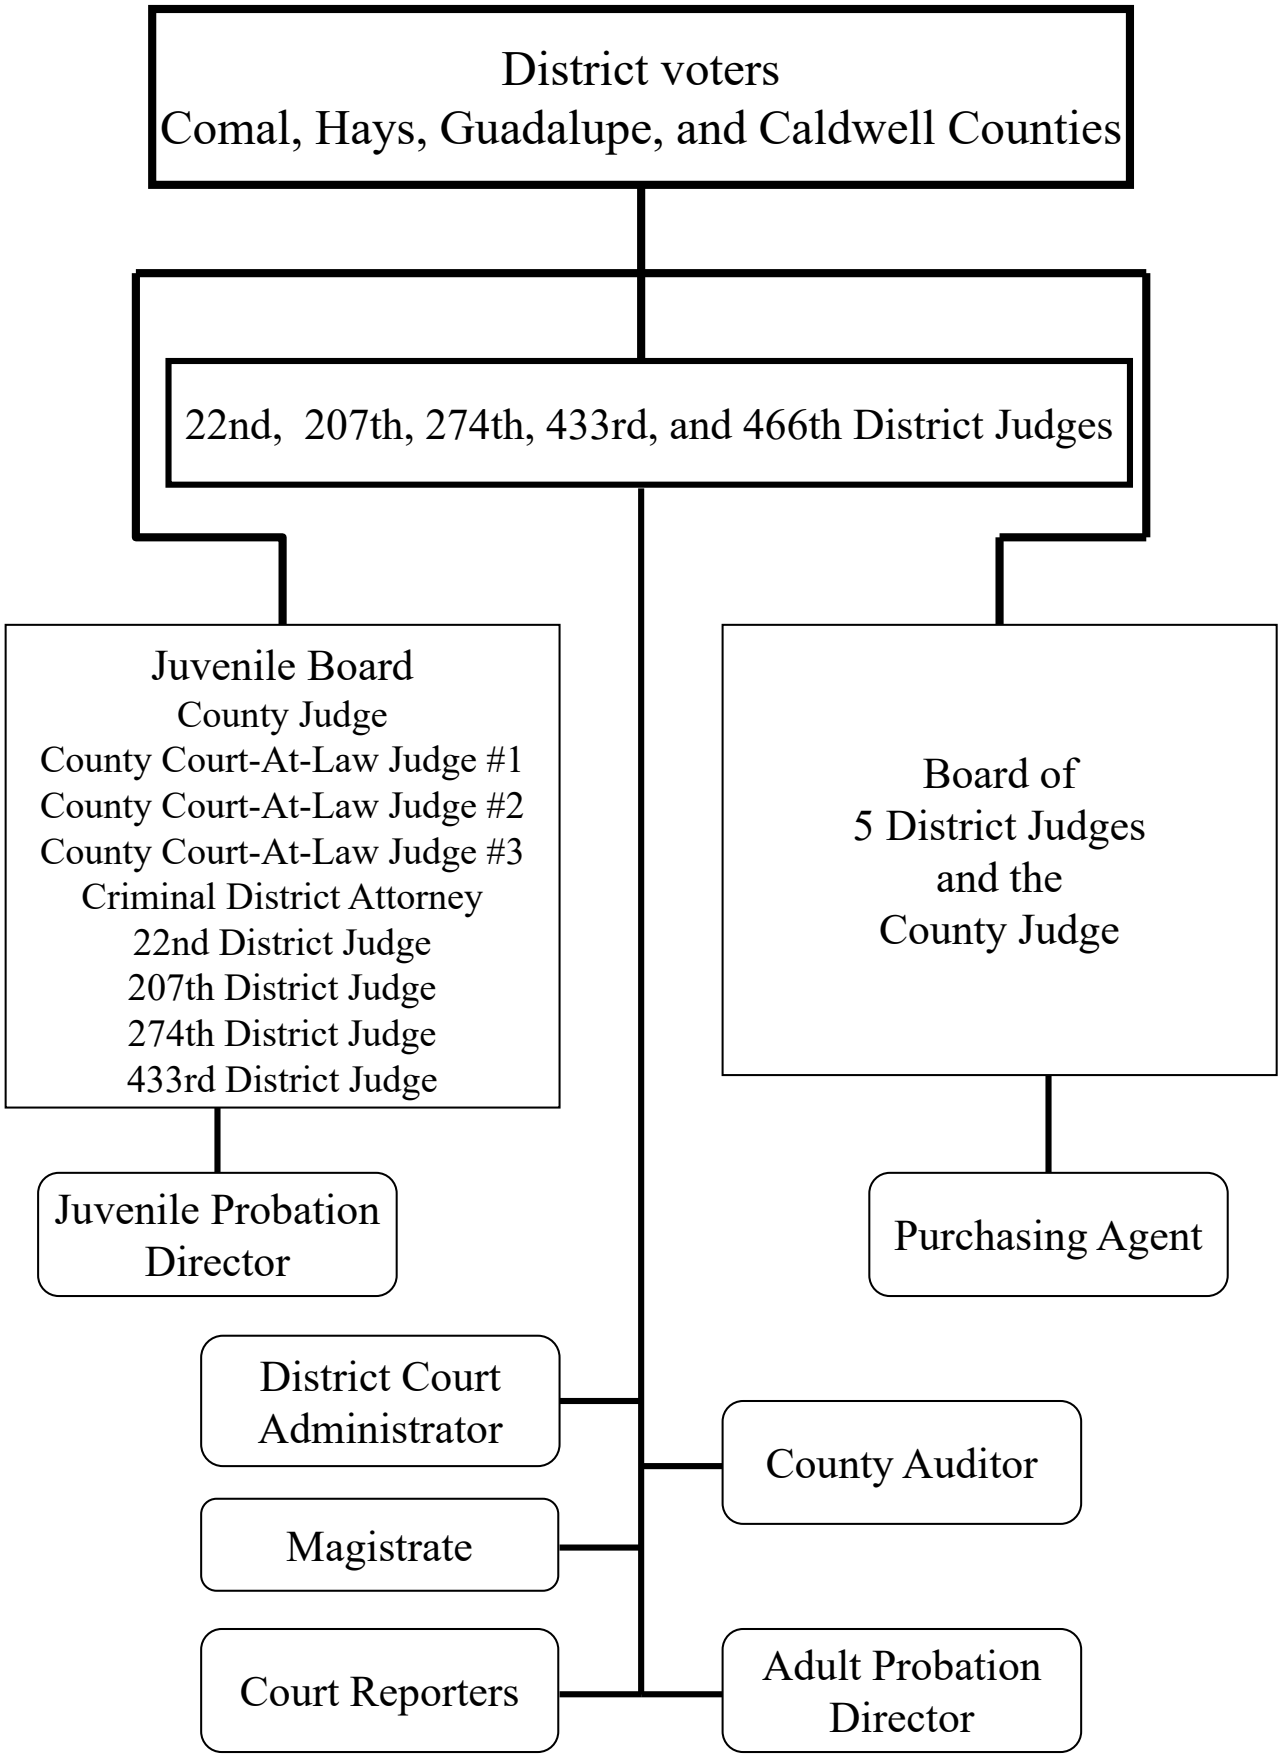 District voters
Comal, Hays, Guadalupe, and Caldwell Counties
22nd,  207th, 274th, 433rd, and 466th District Judges
Juvenile Board
County Judge
County Court-At-Law Judge #1
County Court-At-Law Judge #2
County Court-At-Law Judge #3
Criminal District Attorney
22nd District Judge
207th District Judge
274th District Judge
433rd District Judge
Board of
5 District Judges
and the
County Judge
Juvenile Probation
Director
Purchasing Agent
District Court
Administrator
County Auditor
Magistrate
Court Reporters
Adult Probation
Director